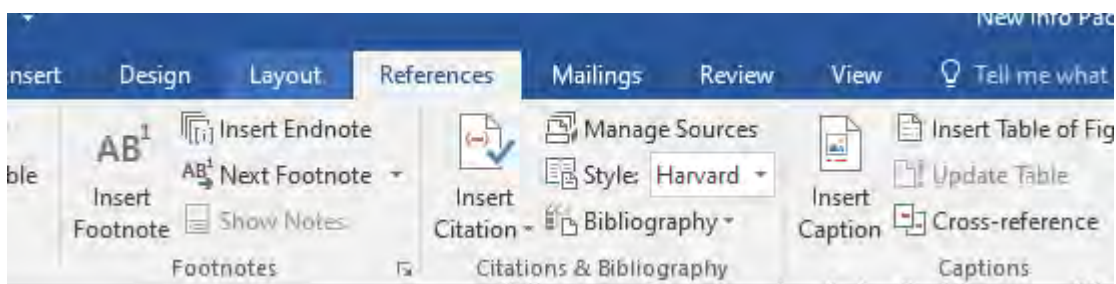 New Info Pac
nsert Design Layout References Mailings Review View Tell me what
ble
AB1
Insert
Footnote
Insert Endnote
AB1 Next Footnote
Show Notes
Footnotes
Insert
Citation
Manage Sources
Style: Harvard
Bibliography
Citations & Bibliography
Insert
Caption
Insert Table of Fig
Update Table
Cross-reference
Captions